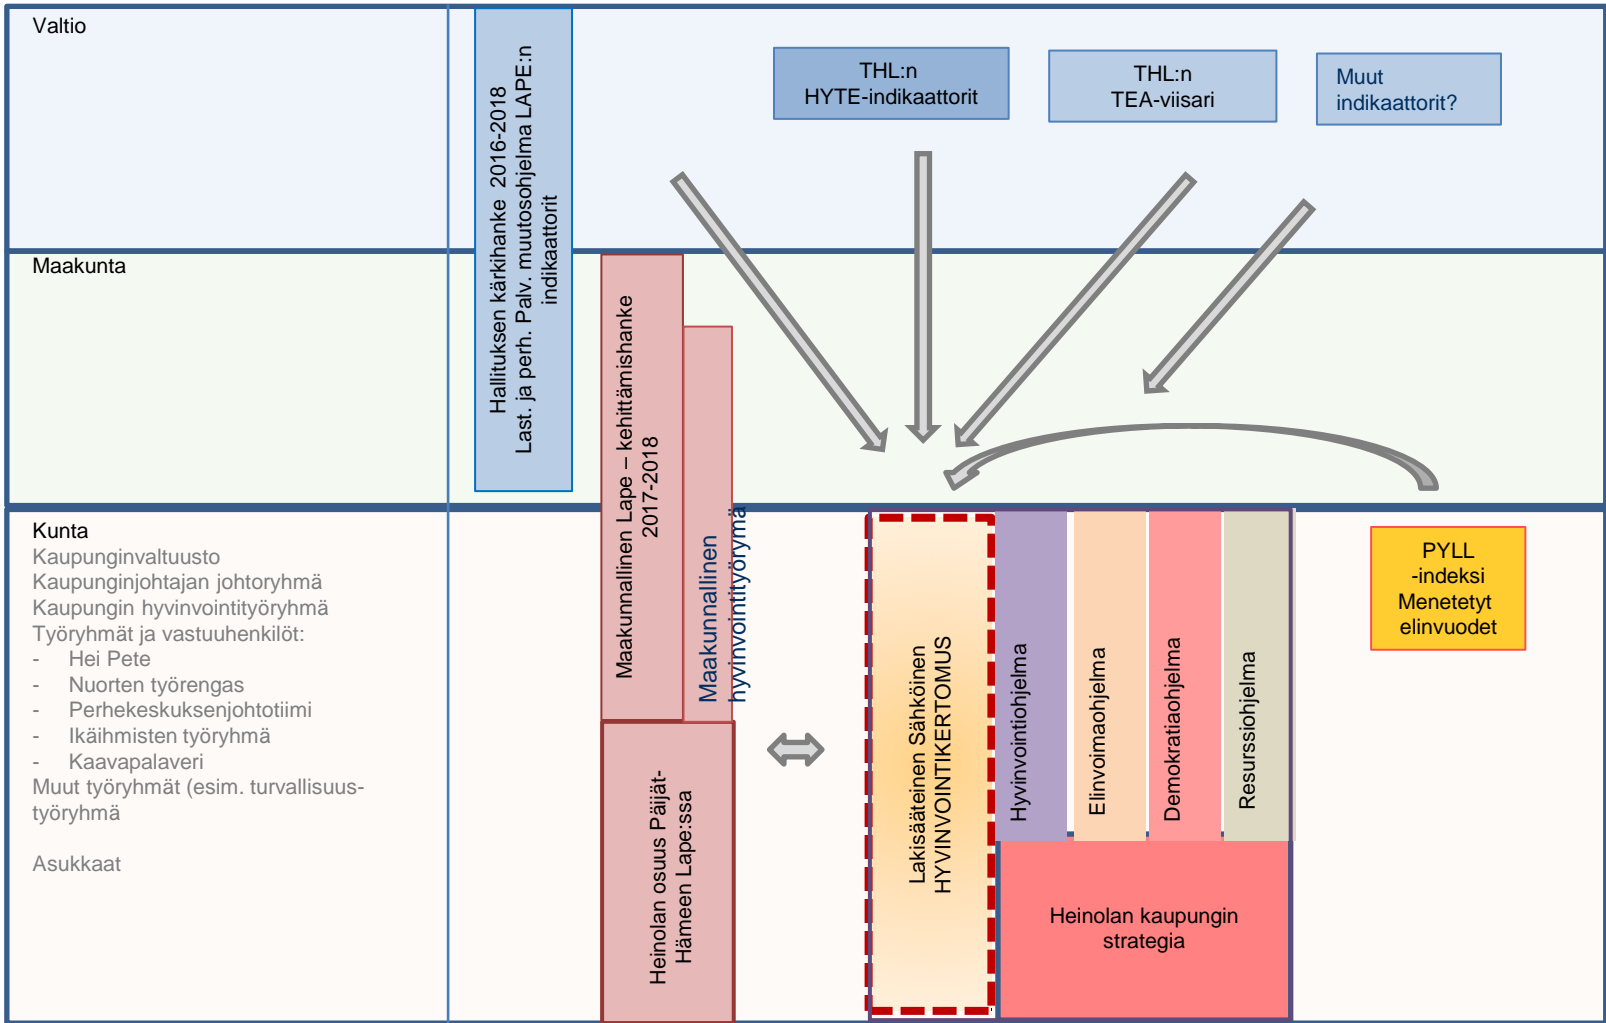 Valtio
Hallituksen kärkihanke 2016-2018
Last. ja perh. Palv. muutosohjelma LAPE:n
indikaattorit
THL:n
HYTE-indikaattorit
THL:n
TEA-viisari
Muut
indikaattorit?
Maakunta
Maakunnallinen Lape – kehittämishanke
2017-2018
Maakunnallinen
hyvinvointityörymä
Kunta
Kaupunginvaltuusto
Kaupunginjohtajan johtoryhmä
Kaupungin hyvinvointityöryhmä
Työryhmät ja vastuuhenkilöt:
- Hei Pete
- Nuorten työrengas
- Perhekeskuksenjohtotiimi
- Ikäihmisten työryhmä
- Kaavapalaveri
Muut työryhmät (esim. turvallisuus-
työryhmä
Asukkaat
Heinolan osuus Päijät-
Hämeen Lape:ssa
Lakisääteinen Sähköinen
HYVINVOINTIKERTOMUS
Hyvinvointiohjelma
Elinvoimaohjelma
Demokratiaohjelma
Resurssiohjelma
Heinolan kaupungin
strategia
PYLL
-indeksi
Menetetyt
elinvuodet